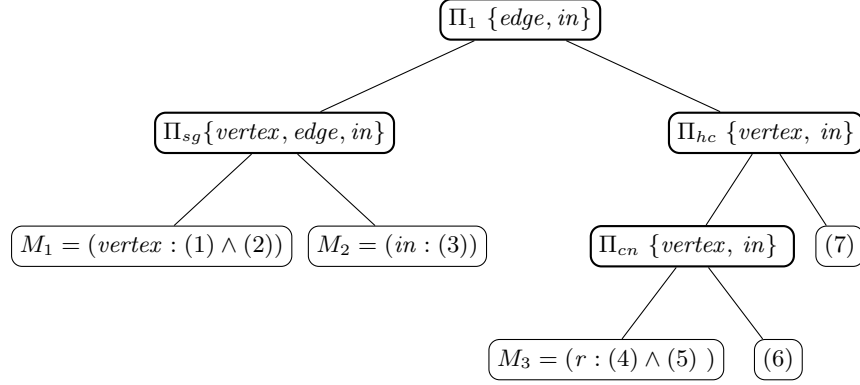 Π₁ {edge, in}
Πsg{vertex, edge, in}
Πhc {vertex, in}
M₁ = (vertex : (1) ∧ (2))
M₂ = (in : (3))
Πcn {vertex, in}
(7)
M₃ = (r : (4) ∧ (5) )
(6)